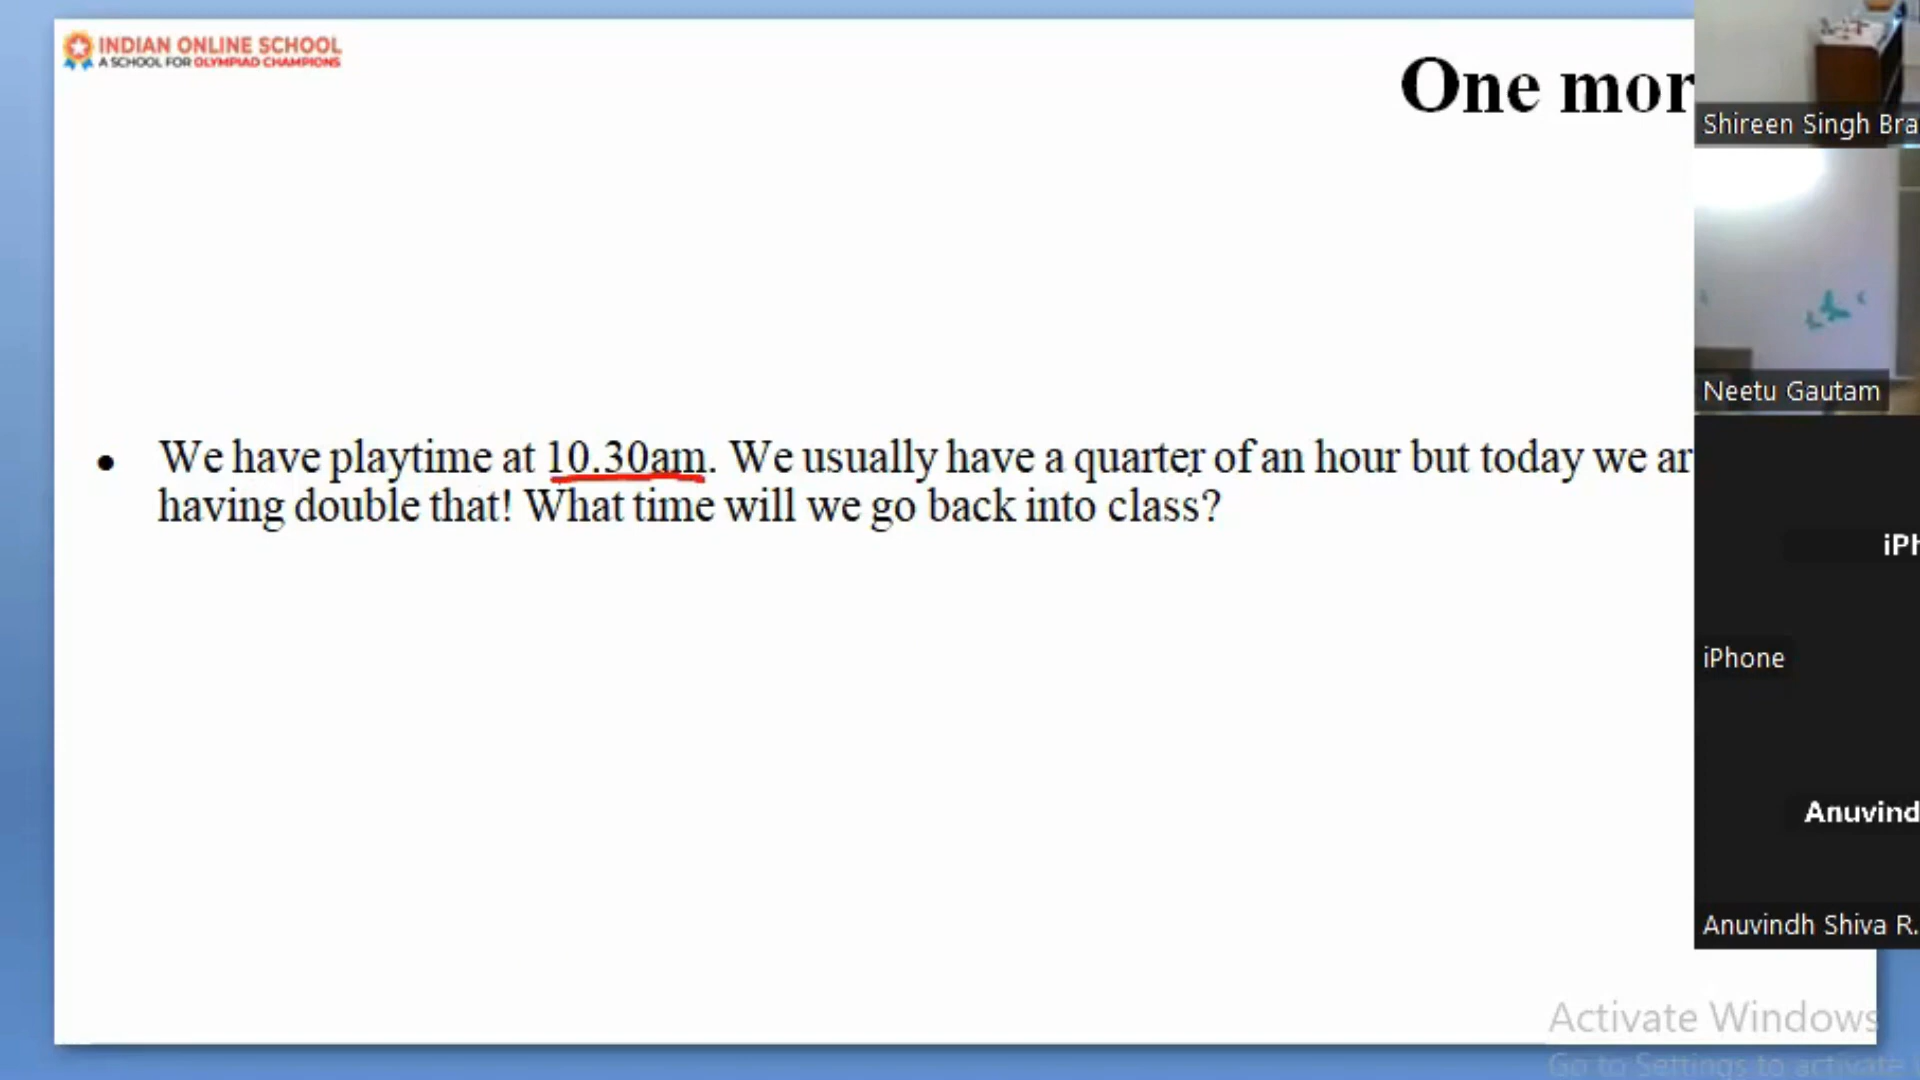 INDIAN ONLINE SCHOOL
A SCHOOL FOR OLYMPIAD CHAMPIONS
One mor
Shireen Singh Bra
Neetu Gautam
• We have playtime at 10.30am. We usually have a quarter of an hour but today we ar
having double that! What time will we go back into class?
iPh
iPhone
Anuvind
Anuvindh Shiva R.
Activate Windows
Go to Settings to activate